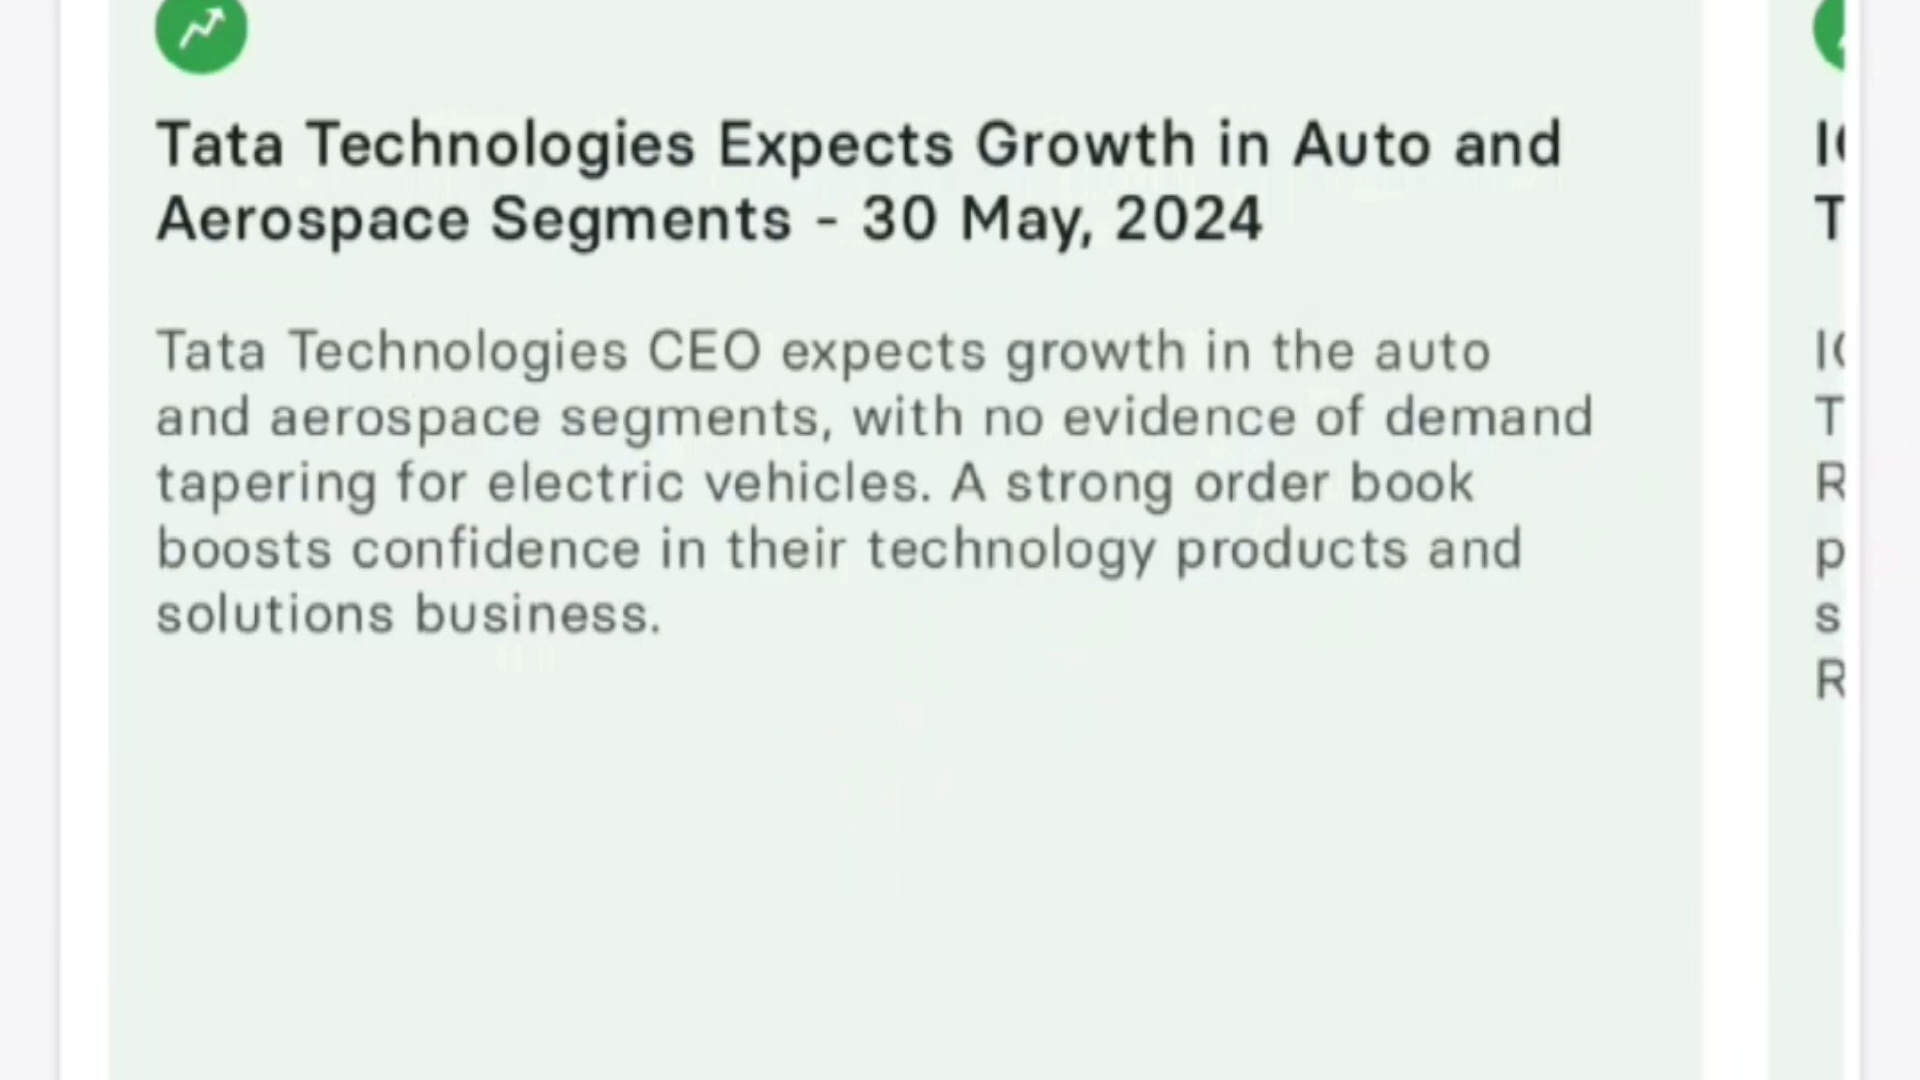 Tata Technologies Expects Growth in Auto and
Aerospace Segments - 30 May, 2024
Tata Technologies CEO expects growth in the auto
and aerospace segments, with no evidence of demand
tapering for electric vehicles. A strong order book
boosts confidence in their technology products and
solutions business.